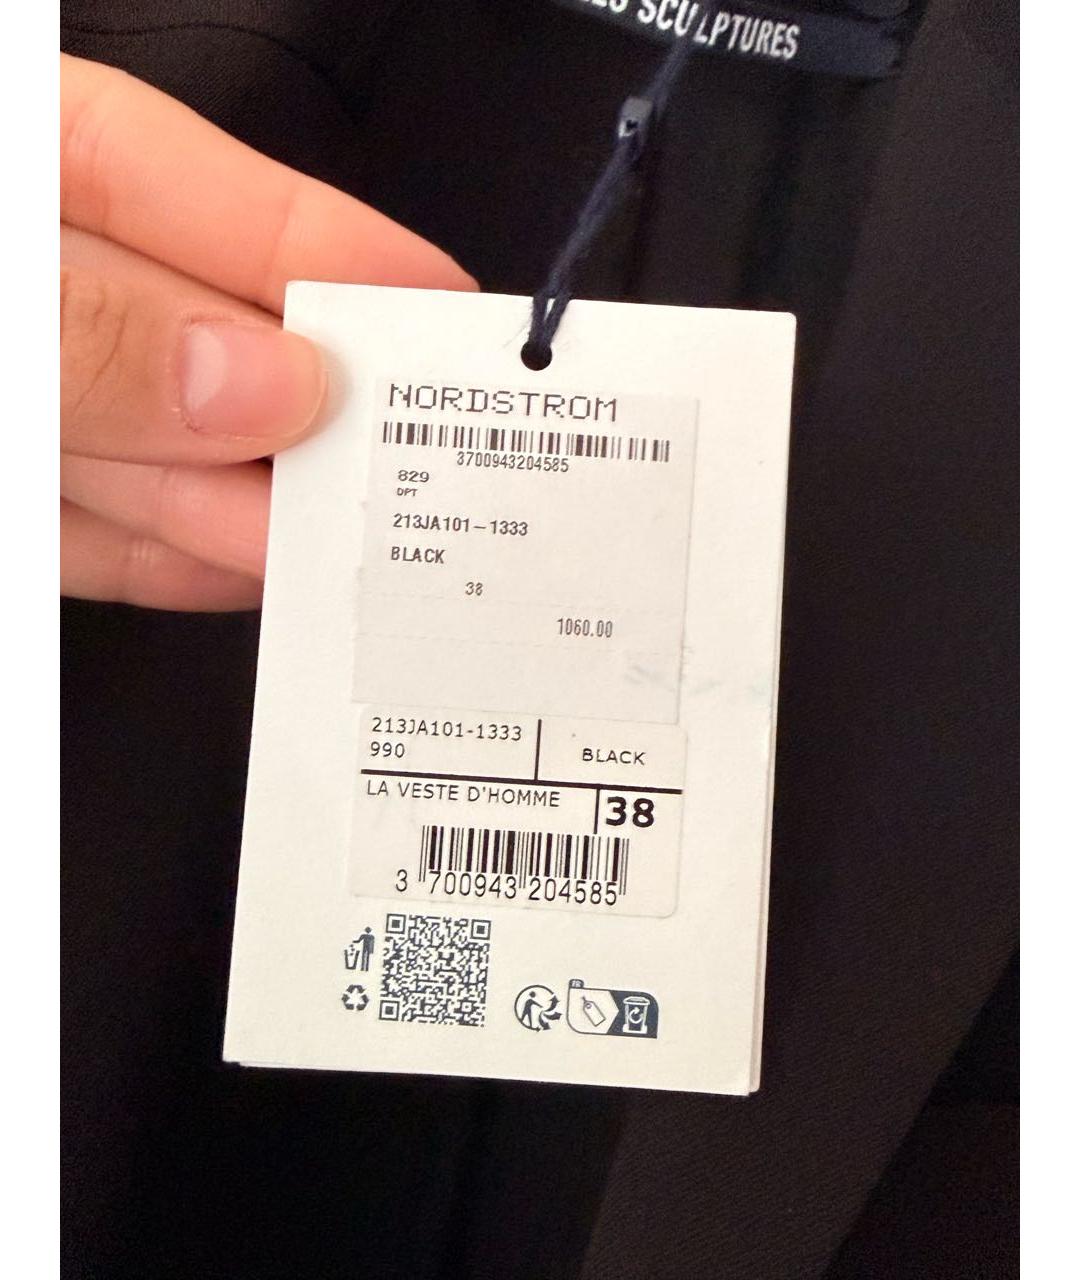 SCULPTURES
NORDSTROM
3700943204585
829
DPT
213JA101-1333
BLACK
38
1060.00
213JA101-1333
990
BLACK
LA VESTE D'HOMME
38
3 700943 204585
FR